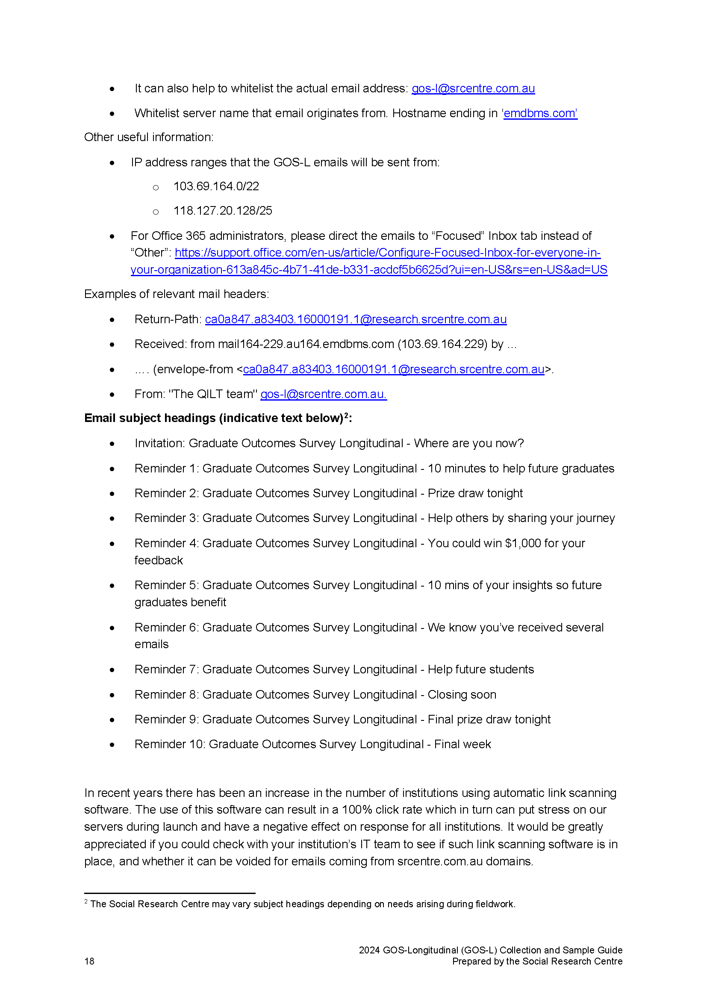 • It can also help to whitelist the actual email address: gos-l@srcentre.com.au
• Whitelist server name that email originates from. Hostname ending in ‘emdbms.com’
Other useful information:
• IP address ranges that the GOS-L emails will be sent from:
o 103.69.164.0/22
o 118.127.20.128/25
• For Office 365 administrators, please direct the emails to “Focused” Inbox tab instead of
“Other”: https://support.office.com/en-us/article/Configure-Focused-Inbox-for-everyone-in-
your-organization-613a845c-4b71-41de-b331-acdcf5b6625d?ui=en-US&rs=en-US&ad=US
Examples of relevant mail headers:
• Return-Path: ca0a847.a83403.16000191.1@research.srcentre.com.au
• Received: from mail164-229.au164.emdbms.com (103.69.164.229) by ...
• .... (envelope-from <ca0a847.a83403.16000191.1@research.srcentre.com.au>.
• From: "The QILT team" gos-l@srcentre.com.au.
Email subject headings (indicative text below)²:
• Invitation: Graduate Outcomes Survey Longitudinal - Where are you now?
• Reminder 1: Graduate Outcomes Survey Longitudinal - 10 minutes to help future graduates
• Reminder 2: Graduate Outcomes Survey Longitudinal - Prize draw tonight
• Reminder 3: Graduate Outcomes Survey Longitudinal - Help others by sharing your journey
• Reminder 4: Graduate Outcomes Survey Longitudinal - You could win $1,000 for your
feedback
• Reminder 5: Graduate Outcomes Survey Longitudinal - 10 mins of your insights so future
graduates benefit
• Reminder 6: Graduate Outcomes Survey Longitudinal - We know you’ve received several
emails
• Reminder 7: Graduate Outcomes Survey Longitudinal - Help future students
• Reminder 8: Graduate Outcomes Survey Longitudinal - Closing soon
• Reminder 9: Graduate Outcomes Survey Longitudinal - Final prize draw tonight
• Reminder 10: Graduate Outcomes Survey Longitudinal - Final week
In recent years there has been an increase in the number of institutions using automatic link scanning
software. The use of this software can result in a 100% click rate which in turn can put stress on our
servers during launch and have a negative effect on response for all institutions. It would be greatly
appreciated if you could check with your institution’s IT team to see if such link scanning software is in
place, and whether it can be voided for emails coming from srcentre.com.au domains.
² The Social Research Centre may vary subject headings depending on needs arising during fieldwork.
2024 GOS-Longitudinal (GOS-L) Collection and Sample Guide
18 Prepared by the Social Research Centre